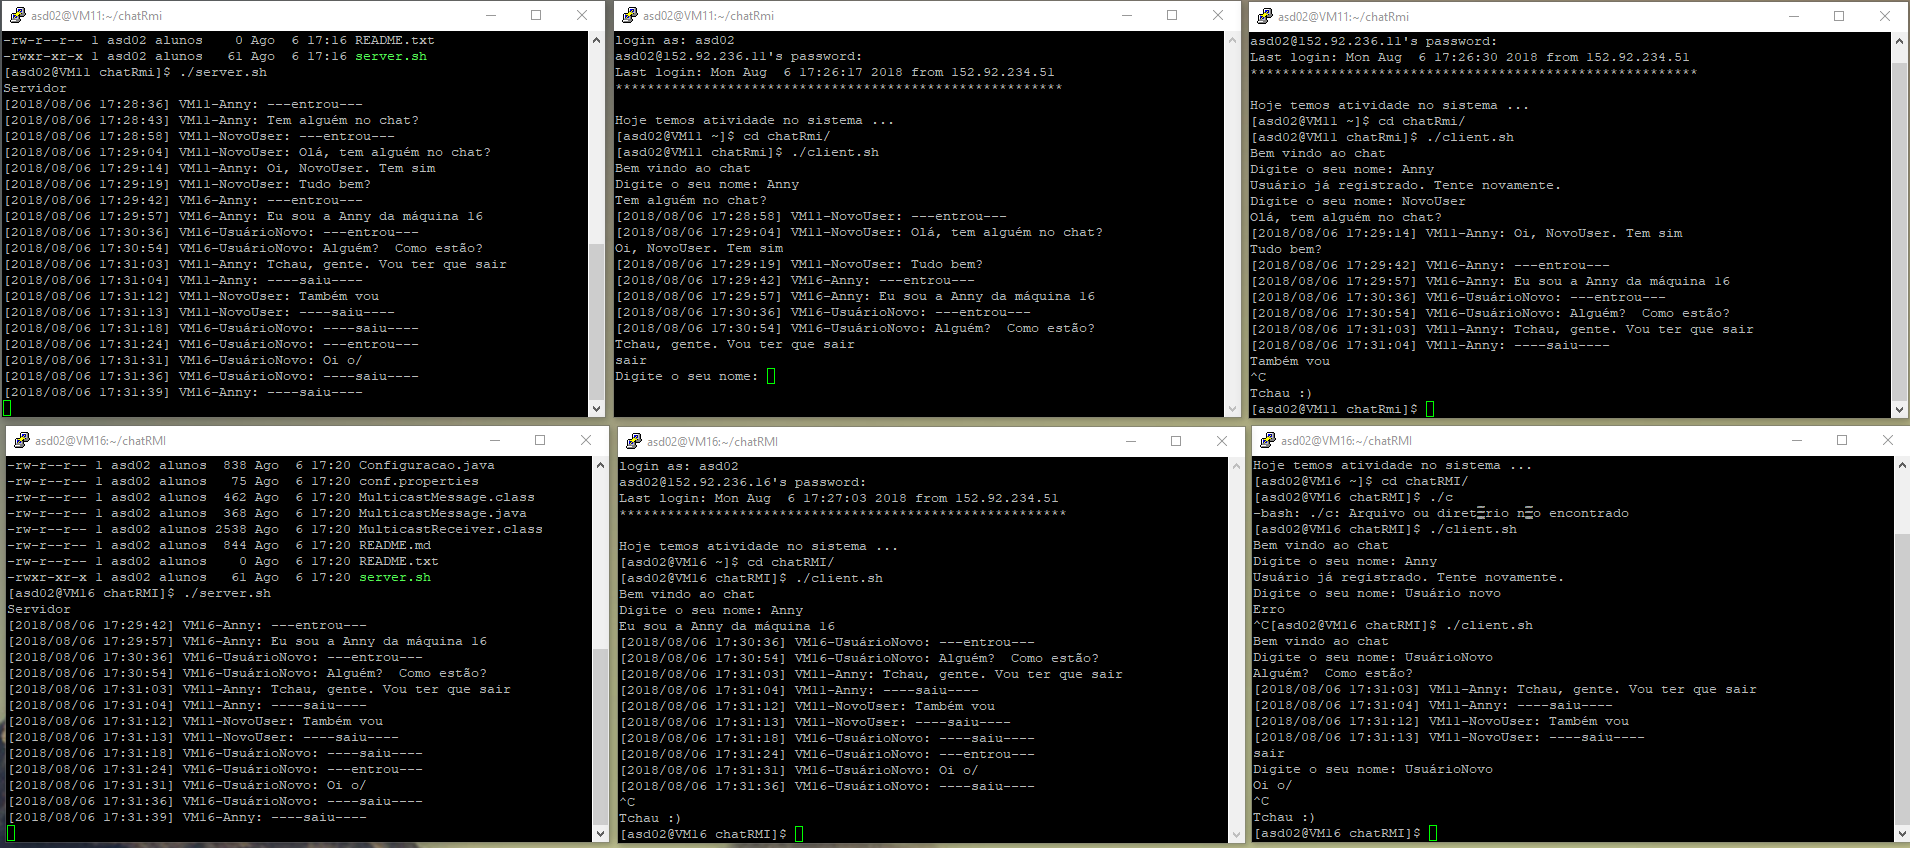 asd02@VM11:~/chatRmi
-rw-r--r-- 1 asd02 alunos    0 Ago  6 17:16 README.txt
-rwxr-xr-x 1 asd02 alunos   61 Ago  6 17:16 server.sh
[asd02@VM11 chatRmi]$ ./server.sh
Servidor
[2018/08/06 17:28:36] VM11-Anny: ---entrou---
[2018/08/06 17:28:43] VM11-Anny: Tem alguém no chat?
[2018/08/06 17:28:58] VM11-NovoUser: ---entrou---
[2018/08/06 17:29:04] VM11-NovoUser: Olá, tem alguém no chat?
[2018/08/06 17:29:14] VM11-Anny: Oi, NovoUser. Tem sim
[2018/08/06 17:29:19] VM11-NovoUser: Tudo bem?
[2018/08/06 17:29:42] VM16-Anny: ---entrou---
[2018/08/06 17:29:57] VM16-Anny: Eu sou a Anny da máquina 16
[2018/08/06 17:30:36] VM16-UsuárioNovo: ---entrou---
[2018/08/06 17:30:54] VM16-UsuárioNovo: Alguém?  Como estão?
[2018/08/06 17:31:03] VM11-Anny: Tchau, gente. Vou ter que sair
[2018/08/06 17:31:04] VM11-Anny: ----saiu----
[2018/08/06 17:31:12] VM11-NovoUser: Também vou
[2018/08/06 17:31:13] VM11-NovoUser: ----saiu----
[2018/08/06 17:31:18] VM16-UsuárioNovo: ----saiu----
[2018/08/06 17:31:24] VM16-UsuárioNovo: ---entrou---
[2018/08/06 17:31:31] VM16-UsuárioNovo: Oi o/
[2018/08/06 17:31:36] VM16-UsuárioNovo: ----saiu----
[2018/08/06 17:31:39] VM16-Anny: ----saiu----
asd02@VM11:~/chatRmi
login as: asd02
asd02@152.92.236.11's password:
Last login: Mon Aug  6 17:26:17 2018 from 152.92.234.51
********************************************************
Hoje temos atividade no sistema ...
[asd02@VM11 ~]$ cd chatRmi/
[asd02@VM11 chatRmi]$ ./client.sh
Bem vindo ao chat
Digite o seu nome: Anny
Tem alguém no chat?
[2018/08/06 17:28:58] VM11-NovoUser: ---entrou---
[2018/08/06 17:29:04] VM11-NovoUser: Olá, tem alguém no chat?
Oi, NovoUser. Tem sim
[2018/08/06 17:29:19] VM11-NovoUser: Tudo bem?
[2018/08/06 17:29:42] VM16-Anny: ---entrou---
[2018/08/06 17:29:57] VM16-Anny: Eu sou a Anny da máquina 16
[2018/08/06 17:30:36] VM16-UsuárioNovo: ---entrou---
[2018/08/06 17:30:54] VM16-UsuárioNovo: Alguém?  Como estão?
Tchau, gente. Vou ter que sair
sair
Digite o seu nome:
asd02@VM11:~/chatRmi
asd02@152.92.236.11's password:
Last login: Mon Aug  6 17:26:30 2018 from 152.92.234.51
********************************************************
Hoje temos atividade no sistema ...
[asd02@VM11 ~]$ cd chatRmi/
[asd02@VM11 chatRmi]$ ./client.sh
Bem vindo ao chat
Digite o seu nome: Anny
Usuário já registrado. Tente novamente.
Digite o seu nome: NovoUser
Olá, tem alguém no chat?
[2018/08/06 17:29:14] VM11-Anny: Oi, NovoUser. Tem sim
Tudo bem?
[2018/08/06 17:29:42] VM16-Anny: ---entrou---
[2018/08/06 17:29:57] VM16-Anny: Eu sou a Anny da máquina 16
[2018/08/06 17:30:36] VM16-UsuárioNovo: ---entrou---
[2018/08/06 17:30:54] VM16-UsuárioNovo: Alguém?  Como estão?
[2018/08/06 17:31:03] VM11-Anny: Tchau, gente. Vou ter que sair
[2018/08/06 17:31:04] VM11-Anny: ----saiu----
Também vou
^C
Tchau :)
[asd02@VM11 chatRmi]$
asd02@VM16:~/chatRMI
-rw-r--r-- 1 asd02 alunos  838 Ago  6 17:20 Configuracao.java
-rw-r--r-- 1 asd02 alunos   75 Ago  6 17:20 conf.properties
-rw-r--r-- 1 asd02 alunos  462 Ago  6 17:20 MulticastMessage.class
-rw-r--r-- 1 asd02 alunos  368 Ago  6 17:20 MulticastMessage.java
-rw-r--r-- 1 asd02 alunos 2538 Ago  6 17:20 MulticastReceiver.class
-rw-r--r-- 1 asd02 alunos  844 Ago  6 17:20 README.md
-rw-r--r-- 1 asd02 alunos    0 Ago  6 17:20 README.txt
-rwxr-xr-x 1 asd02 alunos   61 Ago  6 17:20 server.sh
[asd02@VM16 chatRMI]$ ./server.sh
Servidor
[2018/08/06 17:29:42] VM16-Anny: ---entrou---
[2018/08/06 17:29:57] VM16-Anny: Eu sou a Anny da máquina 16
[2018/08/06 17:30:36] VM16-UsuárioNovo: ---entrou---
[2018/08/06 17:30:54] VM16-UsuárioNovo: Alguém?  Como estão?
[2018/08/06 17:31:03] VM11-Anny: Tchau, gente. Vou ter que sair
[2018/08/06 17:31:04] VM11-Anny: ----saiu----
[2018/08/06 17:31:12] VM11-NovoUser: Também vou
[2018/08/06 17:31:13] VM11-NovoUser: ----saiu----
[2018/08/06 17:31:18] VM16-UsuárioNovo: ----saiu----
[2018/08/06 17:31:24] VM16-UsuárioNovo: ---entrou---
[2018/08/06 17:31:31] VM16-UsuárioNovo: Oi o/
[2018/08/06 17:31:36] VM16-UsuárioNovo: ----saiu----
[2018/08/06 17:31:39] VM16-Anny: ----saiu----
asd02@VM16:~/chatRMI
login as: asd02
asd02@152.92.236.16's password:
Last login: Mon Aug  6 17:27:03 2018 from 152.92.234.51
********************************************************
Hoje temos atividade no sistema ...
[asd02@VM16 ~]$ cd chatRMI/
[asd02@VM16 chatRMI]$ ./client.sh
Bem vindo ao chat
Digite o seu nome: Anny
Eu sou a Anny da máquina 16
[2018/08/06 17:30:36] VM16-UsuárioNovo: ---entrou---
[2018/08/06 17:30:54] VM16-UsuárioNovo: Alguém?  Como estão?
[2018/08/06 17:31:03] VM11-Anny: Tchau, gente. Vou ter que sair
[2018/08/06 17:31:04] VM11-Anny: ----saiu----
[2018/08/06 17:31:12] VM11-NovoUser: Também vou
[2018/08/06 17:31:13] VM11-NovoUser: ----saiu----
[2018/08/06 17:31:18] VM16-UsuárioNovo: ----saiu----
[2018/08/06 17:31:24] VM16-UsuárioNovo: ---entrou---
[2018/08/06 17:31:31] VM16-UsuárioNovo: Oi o/
[2018/08/06 17:31:36] VM16-UsuárioNovo: ----saiu----
^C
Tchau :)
[asd02@VM16 chatRMI]$
asd02@VM16:~/chatRMI
Hoje temos atividade no sistema ...
[asd02@VM16 ~]$ cd chatRMI/
[asd02@VM16 chatRMI]$ ./c
-bash: ./c: Arquivo ou encontrado
[asd02@VM16 chatRMI]$ ./client.sh
Bem vindo ao chat
Digite o seu nome: Anny
Usuário já registrado. Tente novamente.
Digite o seu nome: Usuário novo
Erro
^C[asd02@VM16 chatRMI]$ ./client.sh
Bem vindo ao chat
Digite o seu nome: UsuárioNovo
Alguém?  Como estão?
[2018/08/06 17:31:03] VM11-Anny: Tchau, gente. Vou ter que sair
[2018/08/06 17:31:04] VM11-Anny: ----saiu----
[2018/08/06 17:31:12] VM11-NovoUser: Também vou
[2018/08/06 17:31:13] VM11-NovoUser: ----saiu----
sair
Digite o seu nome: UsuárioNovo
Oi o/
^C
Tchau :)
[asd02@VM16 chatRMI]$